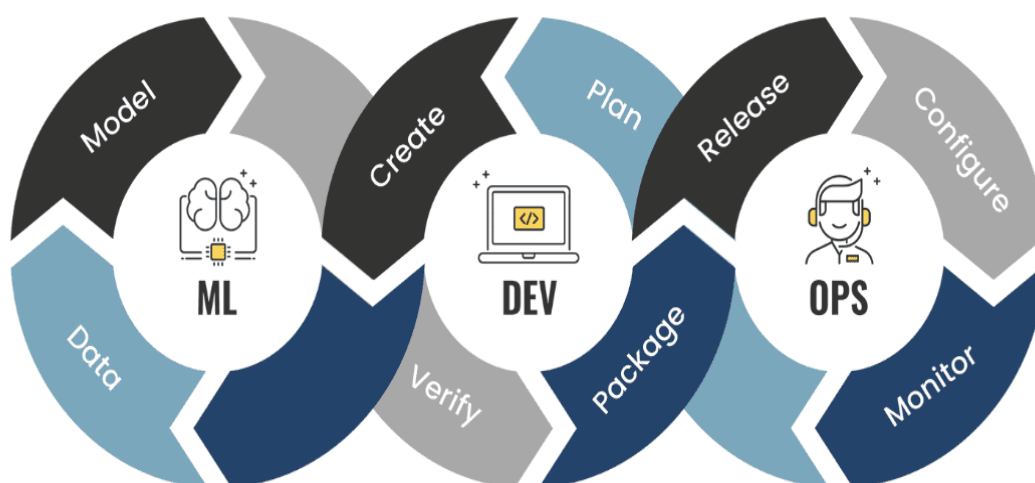 Model
Create
Plan
Release
Configure
</>
ML
DEV
OPS
Data
Verify
Package
Monitor